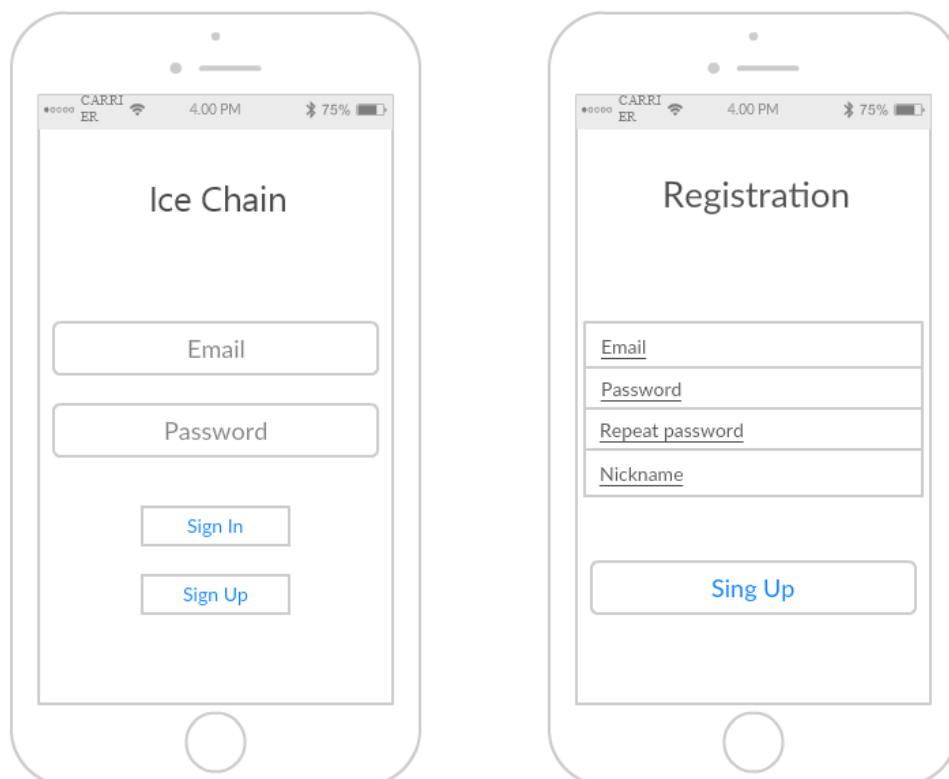 CARRI
ER
4.00 PM
75%
Ice Chain
Email
Password
Sign In
Sign Up
CARRI
ER
4.00 PM
75%
Registration
Email
Password
Repeat password
Nickname
Sing Up